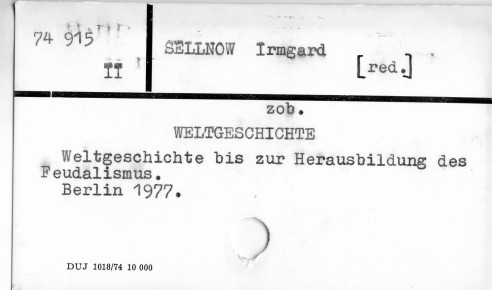 74 915
II
SELLNOW Irmgard
[red.]
zob.
WELTGESCHICHTE
Weltgeschichte bis zur Herausbildung des
Feudalismus.
Berlin 1977.
DUJ 1018/74 10 000